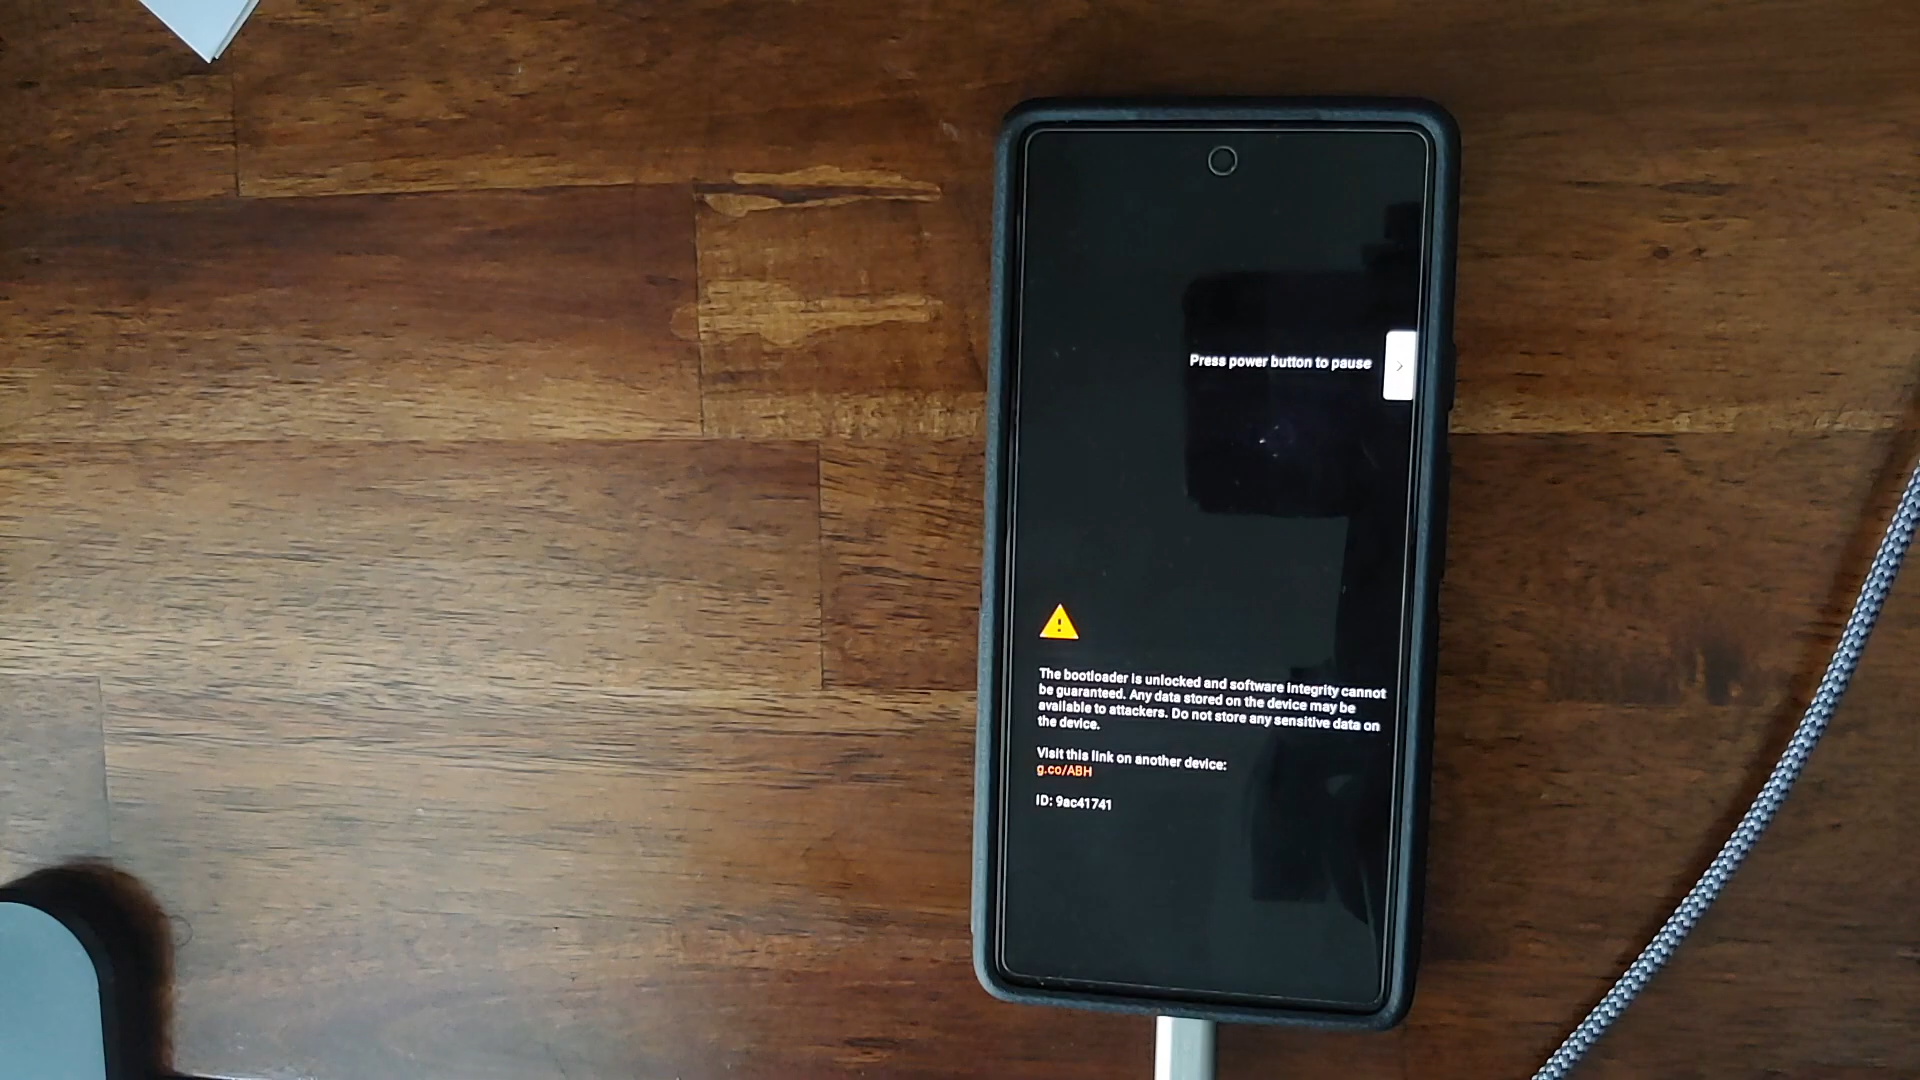 Press power button to pause
The bootloader is unlocked and software integrity cannot
be guaranteed. Any data stored on the device may be
available to attackers. Do not store any sensitive data on
the device.
Visit this link on another device:
g.co/ABH
ID: 9ac41741